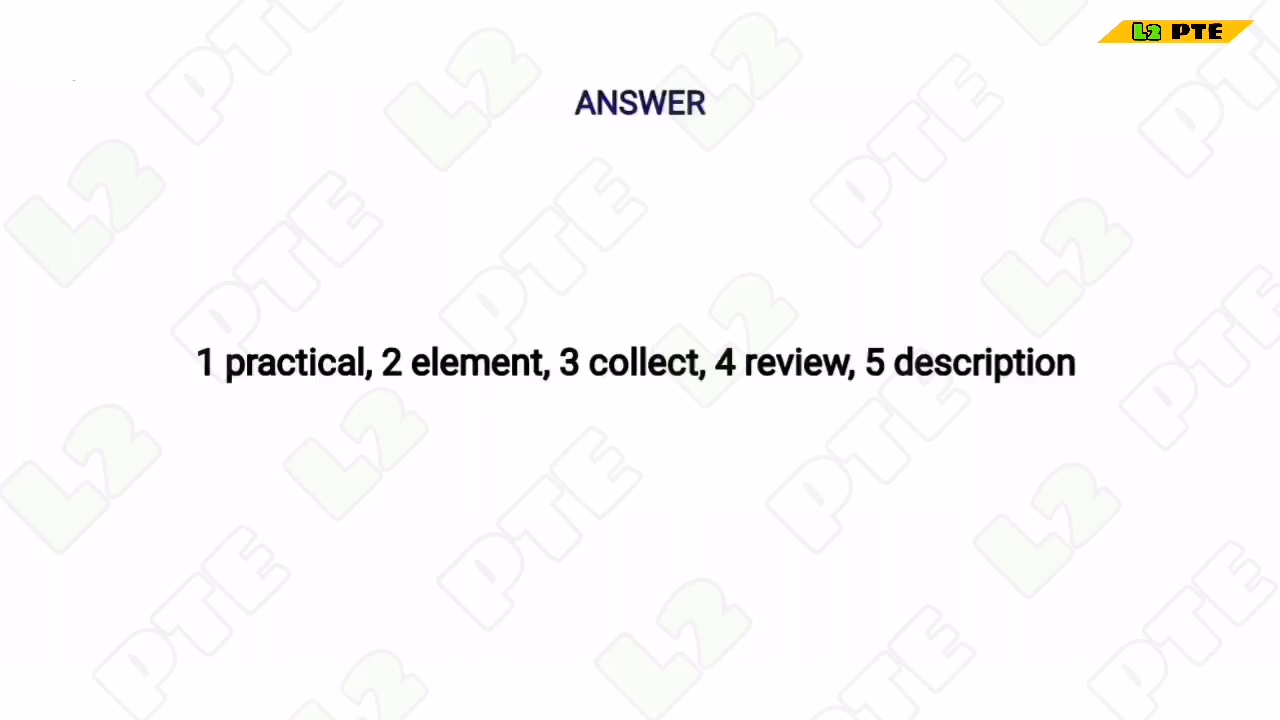 L2 PTE
ANSWER
1 practical, 2 element, 3 collect, 4 review, 5 description